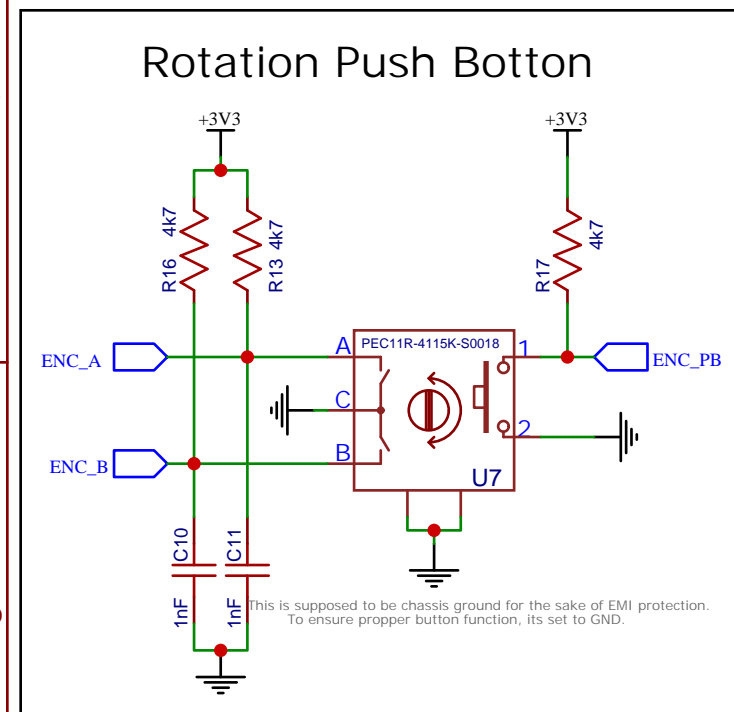 Rotation Push Botton
+3V3
+3V3
R16 4k7
R13 4k7
R17
4k7
ENC_A
A
PEC11R-4115K-S0018
1
ENC_PB
C
ENC_B
B
2
U7
C10
C11
1nF
1nF
This is supposed to be chassis ground for the sake of EMI protection.
To ensure propper button function, its set to GND.